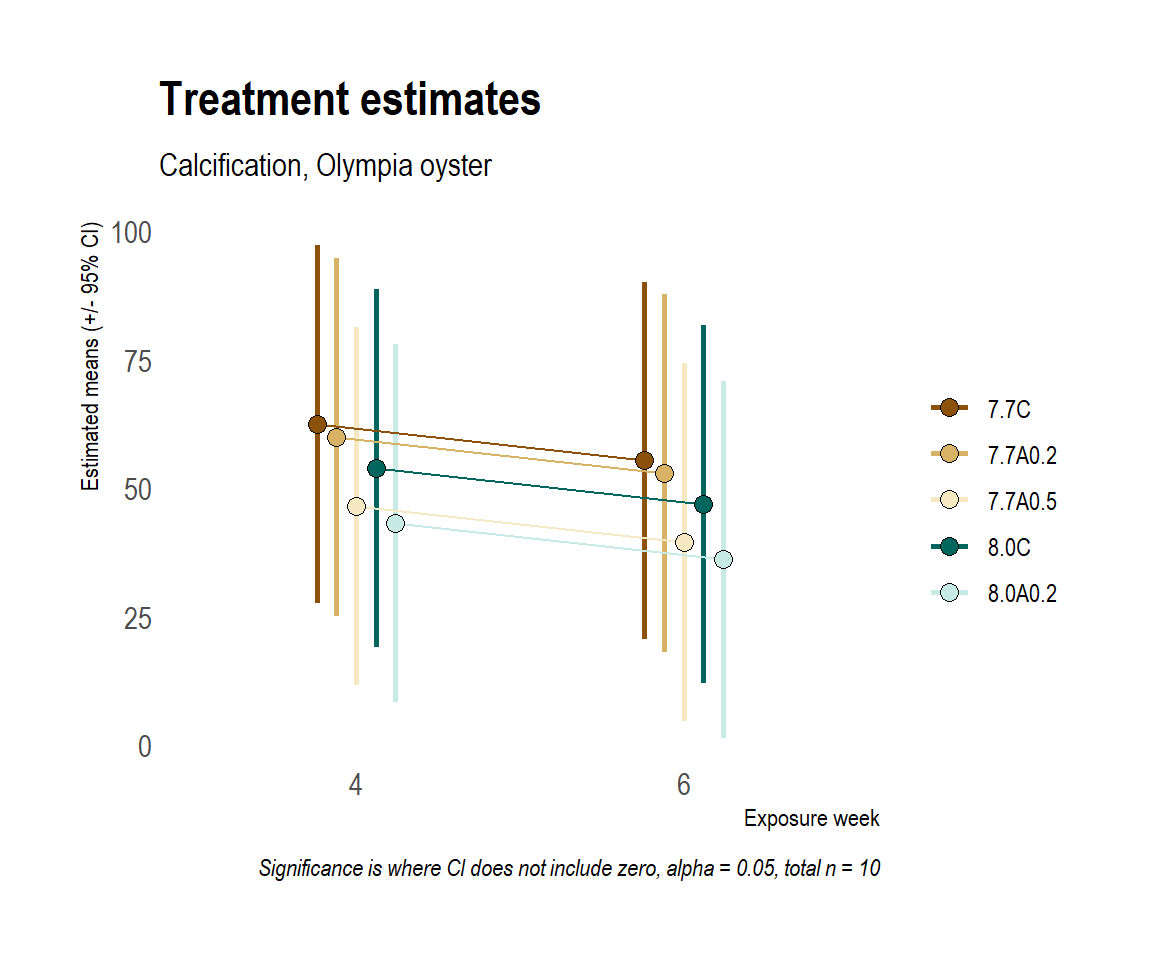 Treatment estimates
Calcification, Olympia oyster
Estimated means (+/- 95% CI)
100
75
50
25
0
4
6
Exposure week
7.7C
7.7A0.2
7.7A0.5
8.0C
8.0A0.2
Significance is where CI does not include zero, alpha = 0.05, total n = 10